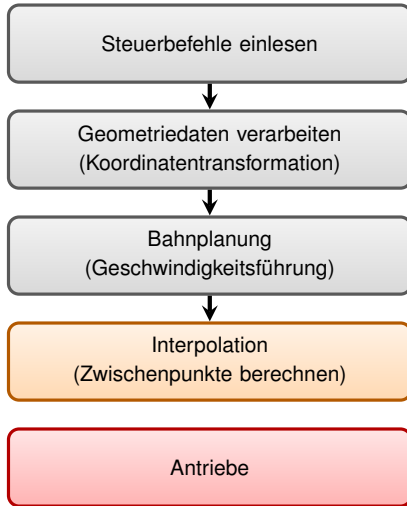 Steuerbefehle einlesen
Geometriedaten verarbeiten
(Koordinatentransformation)
Bahnplanung
(Geschwindigkeitsführung)
Interpolation
(Zwischenpunkte berechnen)
Antriebe